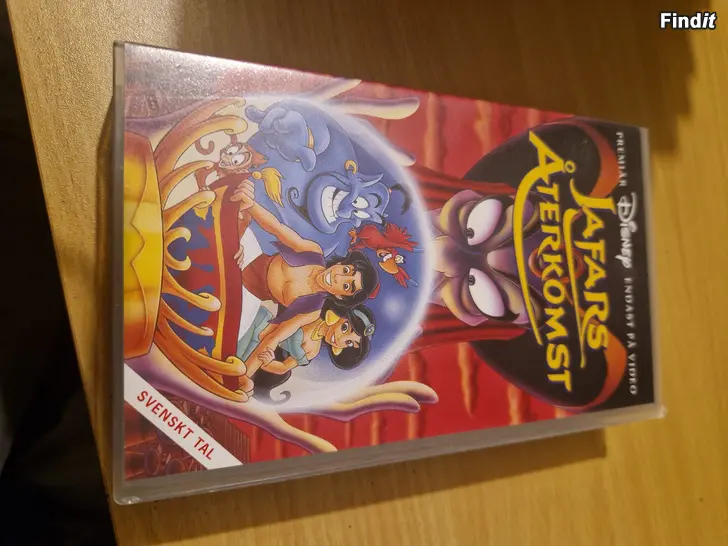 Findit
PREMIÄR DISNEY ENDAST PÅ VIDEO
JAFARS
ÅTERKOMST
SVENSKT TAL